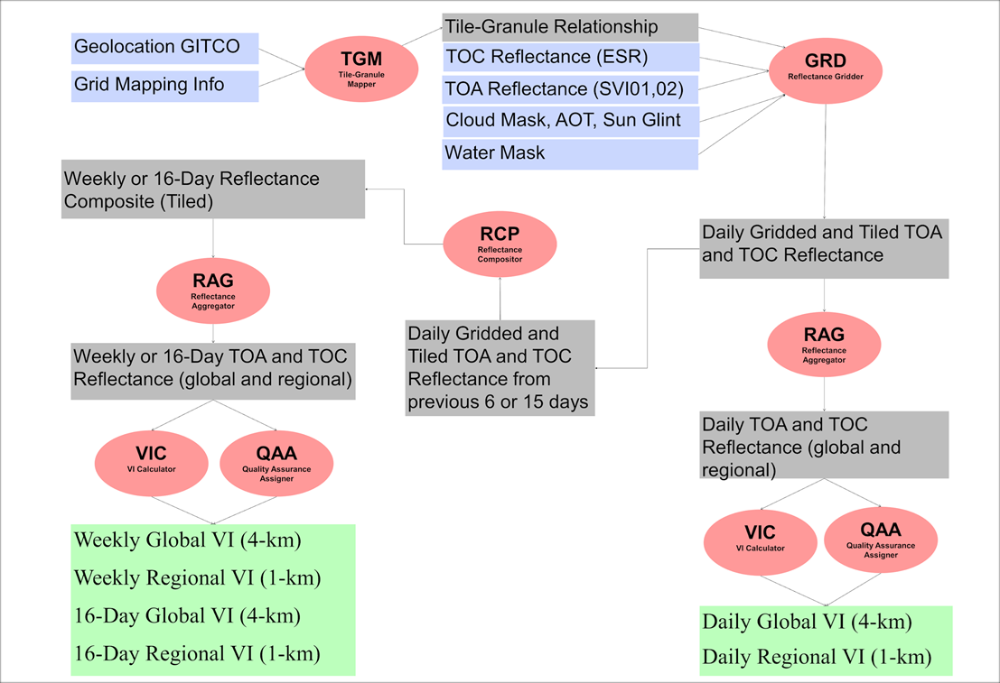 Geolocation GITCO
Grid Mapping Info
TGM
Tile-Granule
Mapper
Tile-Granule Relationship
TOC Reflectance (ESR)
TOA Reflectance (SVI01,02)
Cloud Mask, AOT, Sun Glint
Water Mask
GRD
Reflectance Gridder
Daily Gridded and Tiled TOA
and TOC Reflectance
RAG
Reflectance
Aggregator
Daily TOA and TOC
Reflectance (global and
regional)
VIC
VI Calculator
QAA
Quality Assurance
Assigner
Daily Global VI (4-km)
Daily Regional VI (1-km)
Daily Gridded and
Tiled TOA and TOC
Reflectance from
previous 6 or 15 days
RCP
Reflectance
Compositor
Weekly or 16-Day Reflectance
Composite (Tiled)
RAG
Reflectance
Aggregator
Weekly or 16-Day TOA and TOC
Reflectance (global and regional)
VIC
VI Calculator
QAA
Quality Assurance
Assigner
Weekly Global VI (4-km)
Weekly Regional VI (1-km)
16-Day Global VI (4-km)
16-Day Regional VI (1-km)